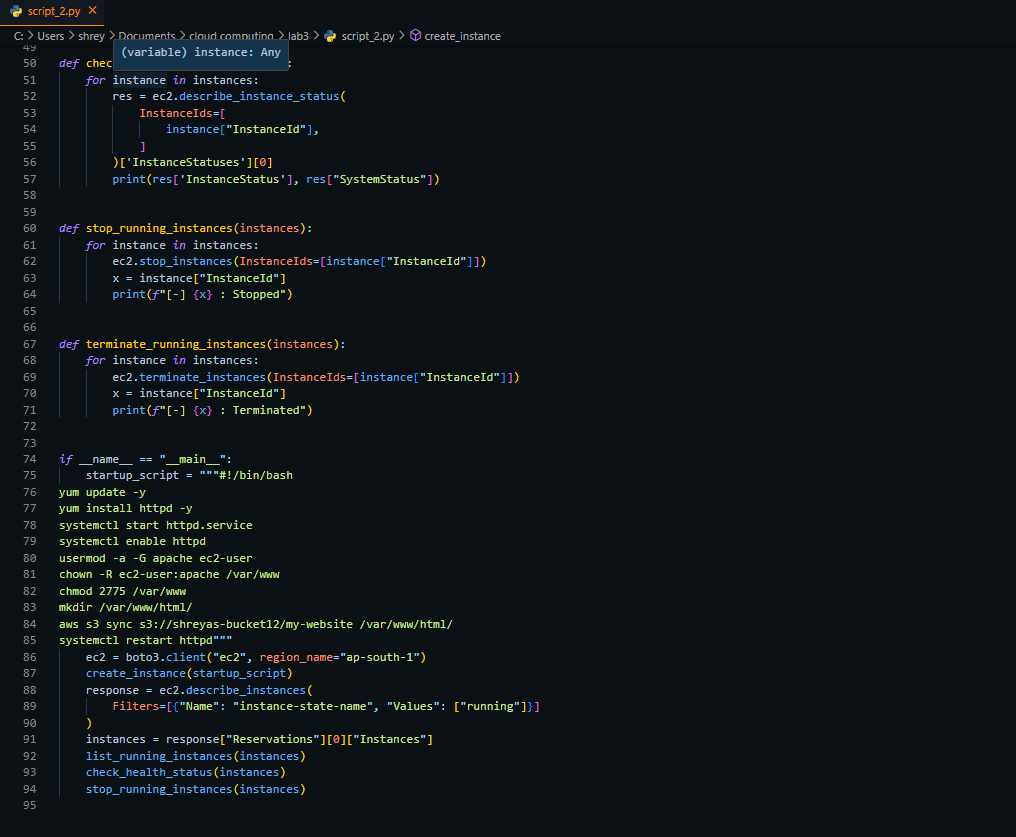 script_2.py ×
C: > Users > shrey > Documents > cloud computing > lab3 > script_2.py > create_instance
49
(variable) instance: Any
50 def chec :
51     for instance in instances:
52         res = ec2.describe_instance_status(
53             InstanceIds=[
54                 instance["InstanceId"],
55             ]
56         )['InstanceStatuses'][0]
57         print(res['InstanceStatus'], res["SystemStatus"])
58
59
60 def stop_running_instances(instances):
61     for instance in instances:
62         ec2.stop_instances(InstanceIds=[instance["InstanceId"]])
63         x = instance["InstanceId"]
64         print(f"[-] {x} : Stopped")
65
66
67 def terminate_running_instances(instances):
68     for instance in instances:
69         ec2.terminate_instances(InstanceIds=[instance["InstanceId"]])
70         x = instance["InstanceId"]
71         print(f"[-] {x} : Terminated")
72
73
74 if __name__ == "__main__":
75     startup_script = """#!/bin/bash
76 yum update -y
77 yum install httpd -y
78 systemctl start httpd.service
79 systemctl enable httpd
80 usermod -a -G apache ec2-user
81 chown -R ec2-user:apache /var/www
82 chmod 2775 /var/www
83 mkdir /var/www/html/
84 aws s3 sync s3://shreyas-bucket12/my-website /var/www/html/
85 systemctl restart httpd"""
86     ec2 = boto3.client("ec2", region_name="ap-south-1")
87     create_instance(startup_script)
88     response = ec2.describe_instances(
89         Filters=[{"Name": "instance-state-name", "Values": ["running"]}]
90     )
91     instances = response["Reservations"][0]["Instances"]
92     list_running_instances(instances)
93     check_health_status(instances)
94     stop_running_instances(instances)
95